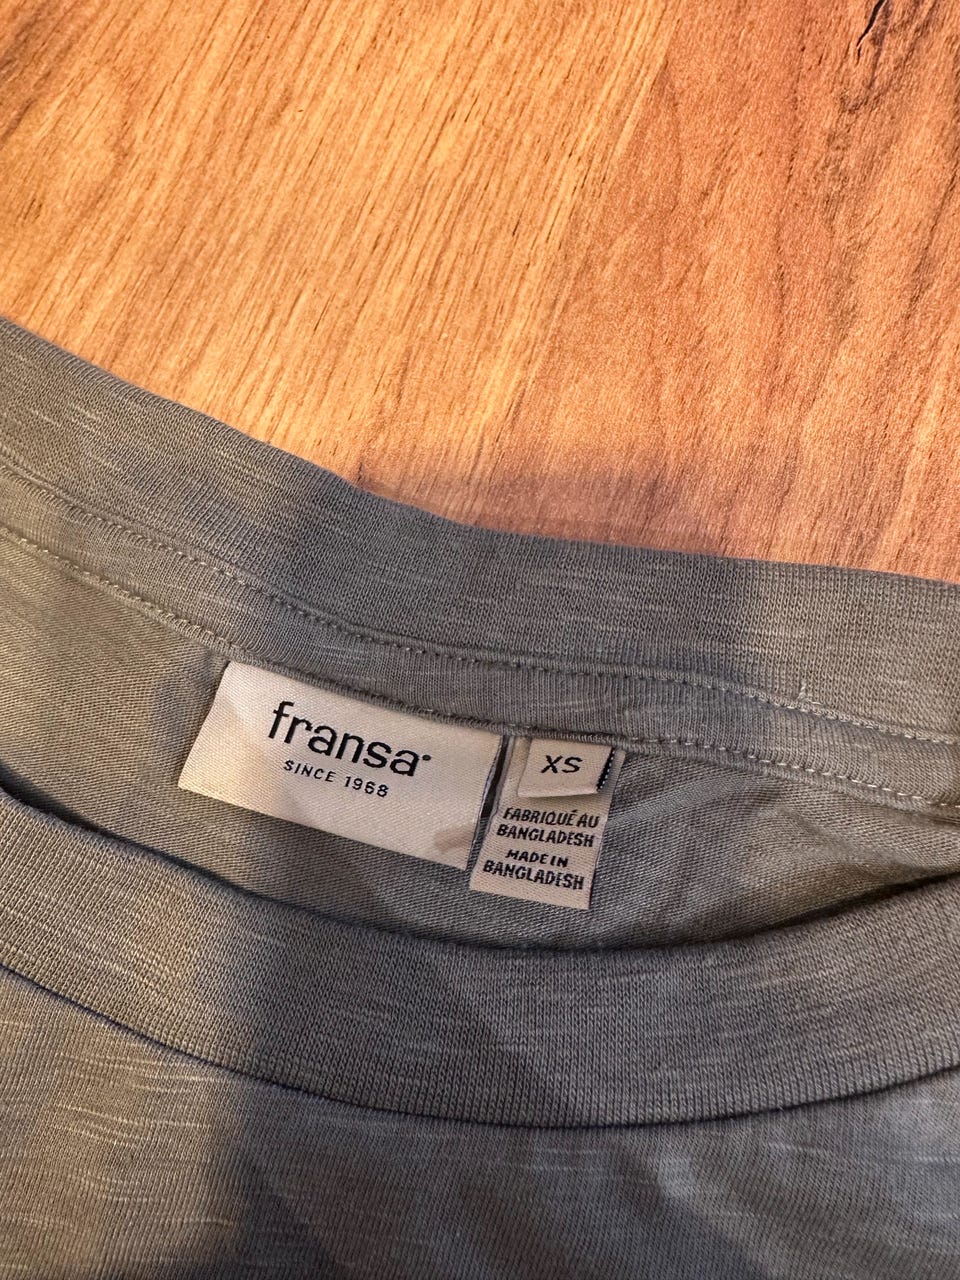 fransa
SINCE 1968
XS
FABRIQUÉ AU
BANGLADESH
MADE IN
BANGLADESH